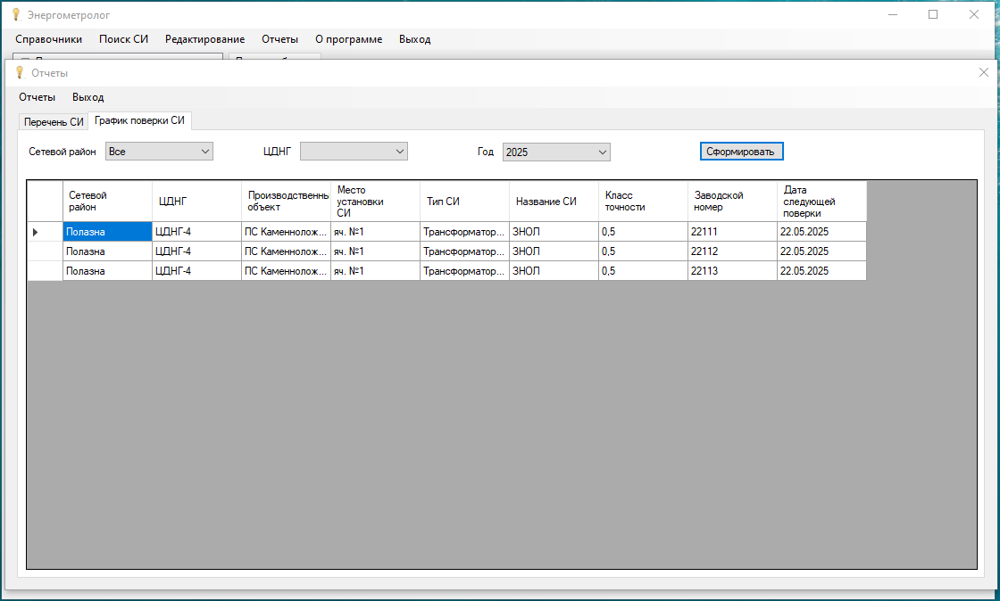 Энергометролог
Справочники Поиск СИ Редактирование Отчеты О программе Выход
Отчеты
Отчеты Выход
Перечень СИ График поверки СИ
Сетевой район Все ЦДНГ Год 2025 Сформировать
Сетевой район ЦДНГ Производственны объект Место установки СИ Тип СИ Название СИ Класс точности Заводской номер Дата следующей поверки
Полазна ЦДНГ-4 ПС Каменнолож... яч. №1 Трансформатор... ЗНОЛ 0,5 22111 22.05.2025
Полазна ЦДНГ-4 ПС Каменнолож... яч. №1 Трансформатор... ЗНОЛ 0,5 22112 22.05.2025
Полазна ЦДНГ-4 ПС Каменнолож... яч. №1 Трансформатор... ЗНОЛ 0,5 22113 22.05.2025